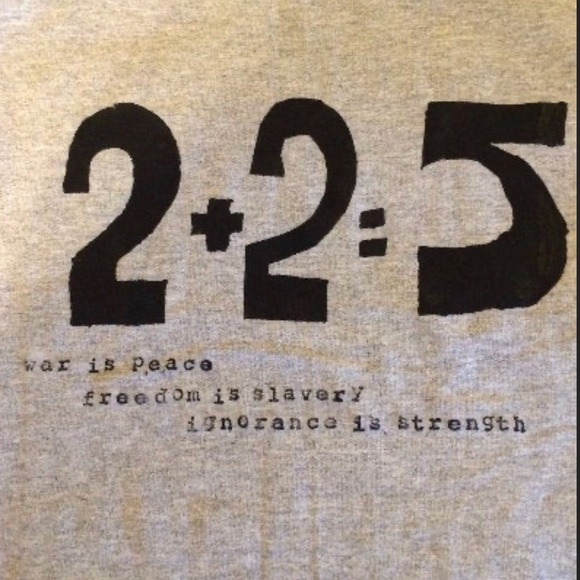 2+2=5
war is Peace
freedom is slavery
ignorance is strength